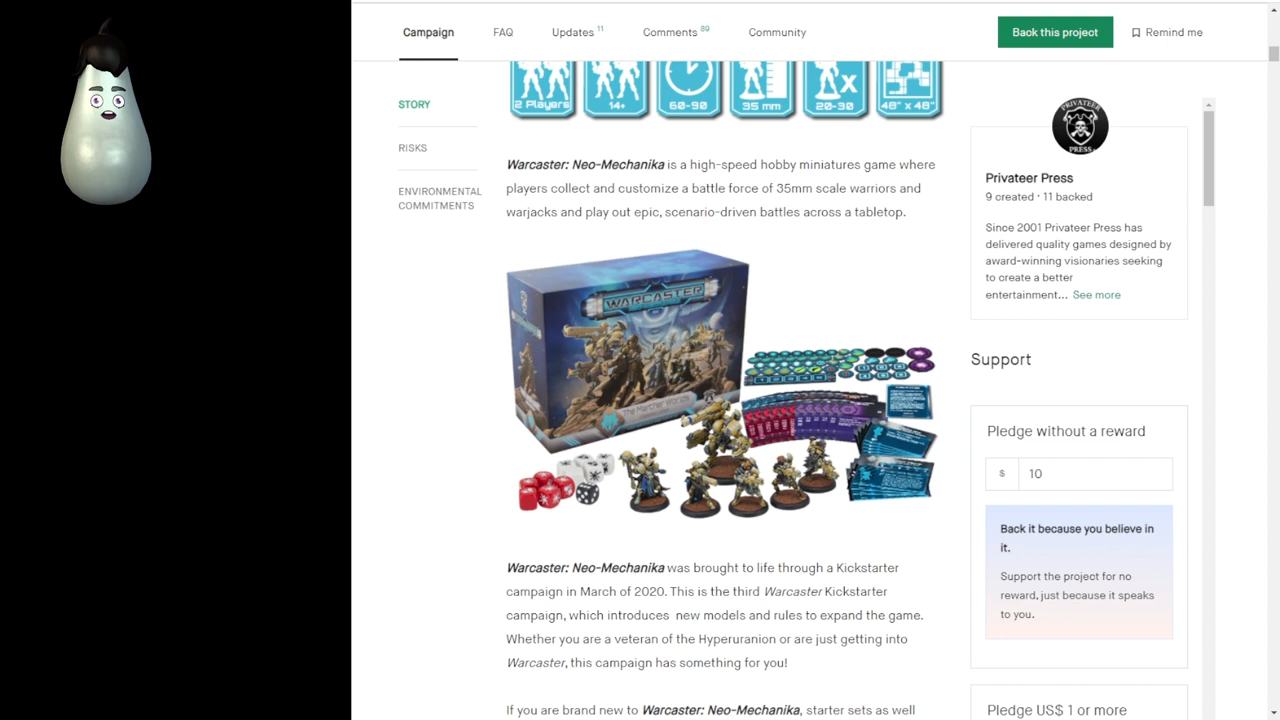 Campaign
FAQ
Updates 11
Comments 89
Community
Back this project
Remind me
STORY
RISKS
ENVIRONMENTAL
COMMITMENTS
2 Players
14+
60-90
35 mm
20-30
48" x 48"
Warcaster: Neo-Mechanika is a high-speed hobby miniatures game where
players collect and customize a battle force of 35mm scale warriors and
warjacks and play out epic, scenario-driven battles across a tabletop.
WARCASTER
Warcaster: Neo-Mechanika was brought to life through a Kickstarter
campaign in March of 2020. This is the third Warcaster Kickstarter
campaign, which introduces new models and rules to expand the game.
Whether you are a veteran of the Hyperuranion or are just getting into
Warcaster, this campaign has something for you!
If you are brand new to Warcaster: Neo-Mechanika, starter sets as well
PRIVATEER
PRESS
Privateer Press
9 created · 11 backed
Since 2001 Privateer Press has
delivered quality games designed by
award-winning visionaries seeking
to create a better
entertainment... See more
Support
Pledge without a reward
$ 10
Back it because you believe in
it.
Support the project for no
reward, just because it speaks
to you.
Pledge US$ 1 or more